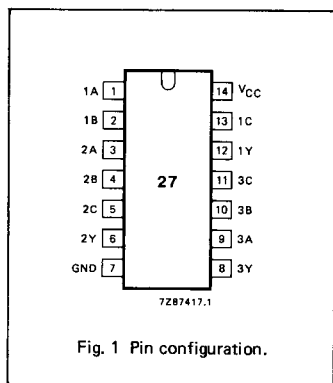 1A 1 14 VCC
1B 2 13 1C
2A 3 12 1Y
2B 4 27 11 3C
2C 5 10 3B
2Y 6 9 3A
GND 7 8 3Y
7Z87417.1
Fig. 1 Pin configuration.